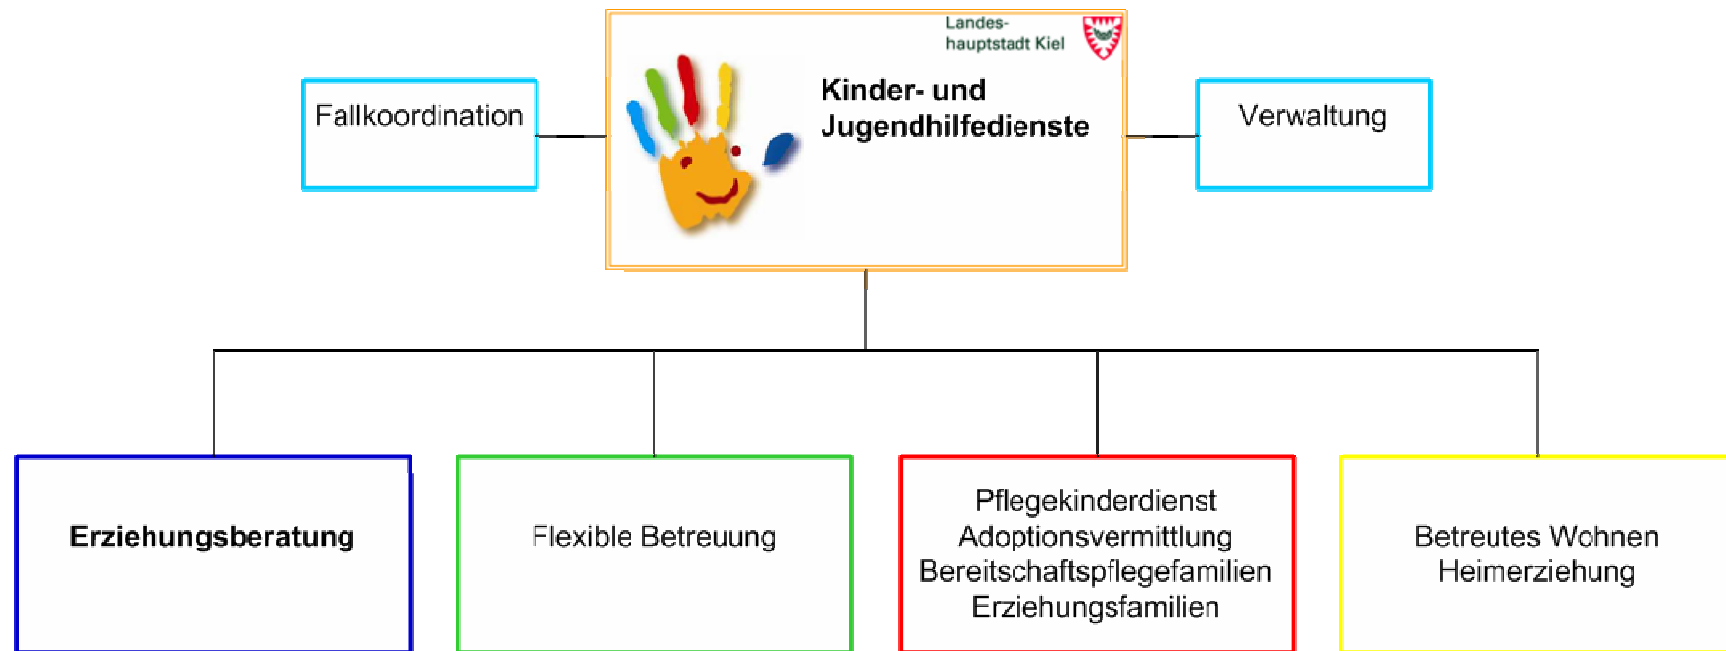 Landes-
hauptstadt Kiel
Fallkoordination
Kinder- und
Jugendhilfedienste
Verwaltung
Erziehungsberatung
Flexible Betreuung
Pflegekinderdienst
Adoptionsvermittlung
Bereitschaftspflegefamilien
Erziehungsfamilien
Betreutes Wohnen
Heimerziehung